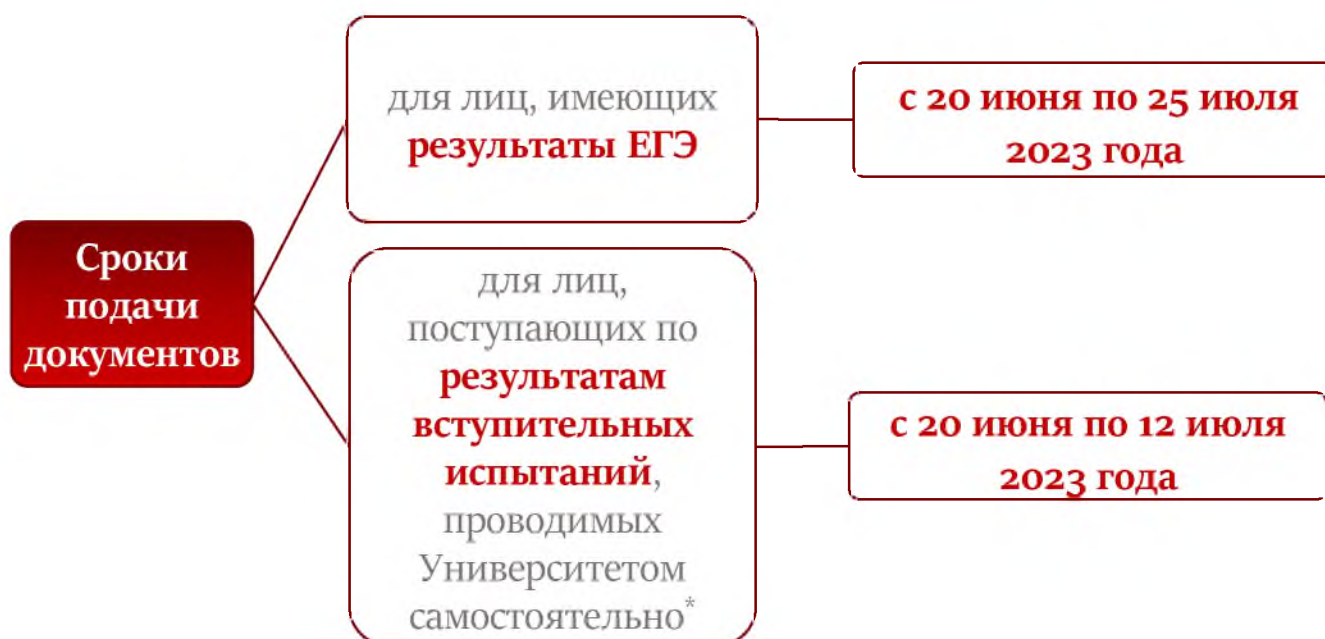 Сроки
подачи
документов
для лиц, имеющих
результаты ЕГЭ
с 20 июня по 25 июля
2023 года
для лиц,
поступающих по
результатам
вступительных
испытаний,
проводимых
Университетом
самостоятельно*
с 20 июня по 12 июля
2023 года